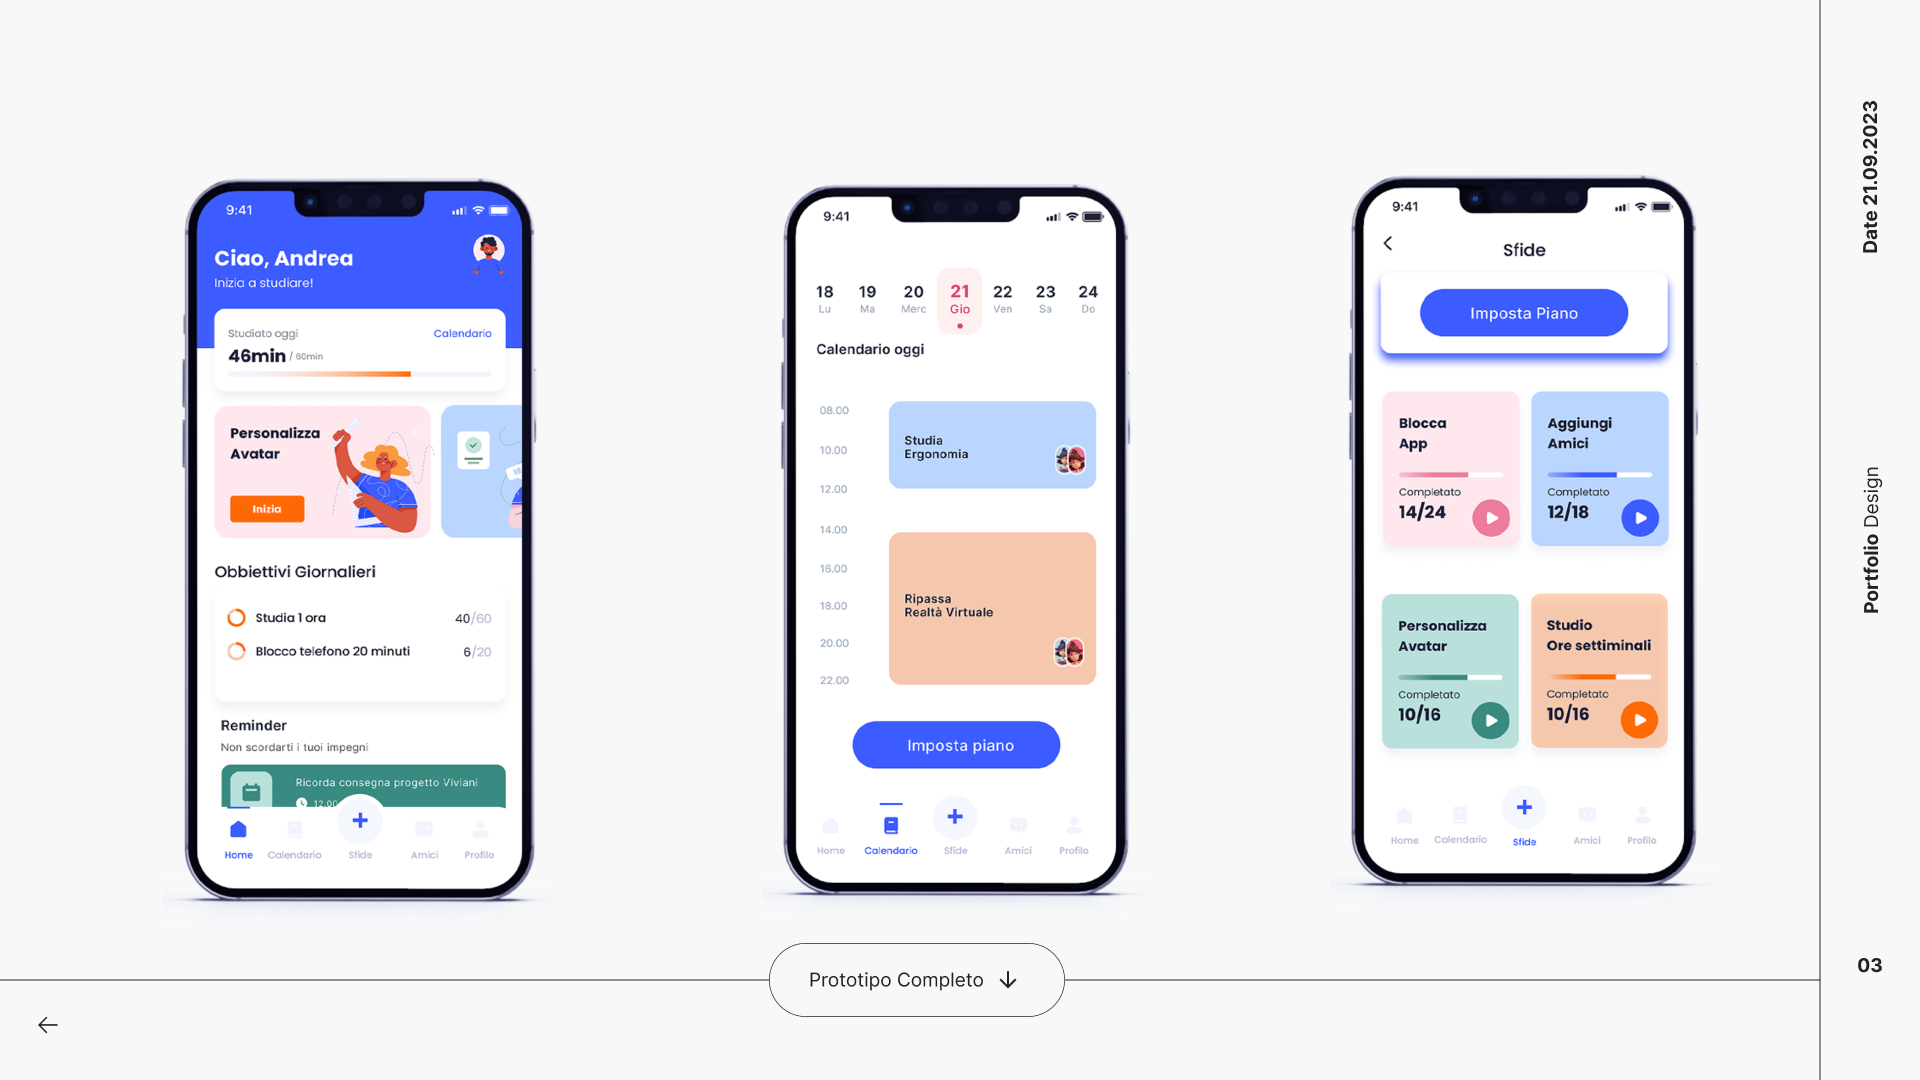 9:41
Ciao, Andrea
Inizia a studiare!
Studiato oggi
Calendario
46min / 60min
Personalizza
Avatar
Inizia
Obbiettivi Giornalieri
Studia 1 ora
40/60
Blocco telefono 20 minuti
6/20
Reminder
Non scordarti i tuoi impegni
Ricorda consegna progetto Viviani
12.00
Home
Calendario
Sfide
Amici
Profilo
9:41
18 19 20 21 22 23 24
Lu Ma Merc Gio Ven Sa Do
Calendario oggi
08.00
10.00
12.00
14.00
16.00
18.00
20.00
22.00
Studia
Ergonomia
Ripassa
Realtà Virtuale
Imposta piano
Home
Calendario
Sfide
Amici
Profilo
9:41
Sfide
Imposta Piano
Blocca
App
Completato
14/24
Aggiungi
Amici
Completato
12/18
Personalizza
Avatar
Completato
10/16
Studio
Ore settiminali
Completato
10/16
Home
Calendario
Sfide
Amici
Profilo
Prototipo Completo
Date 21.09.2023
Portfolio Design
03